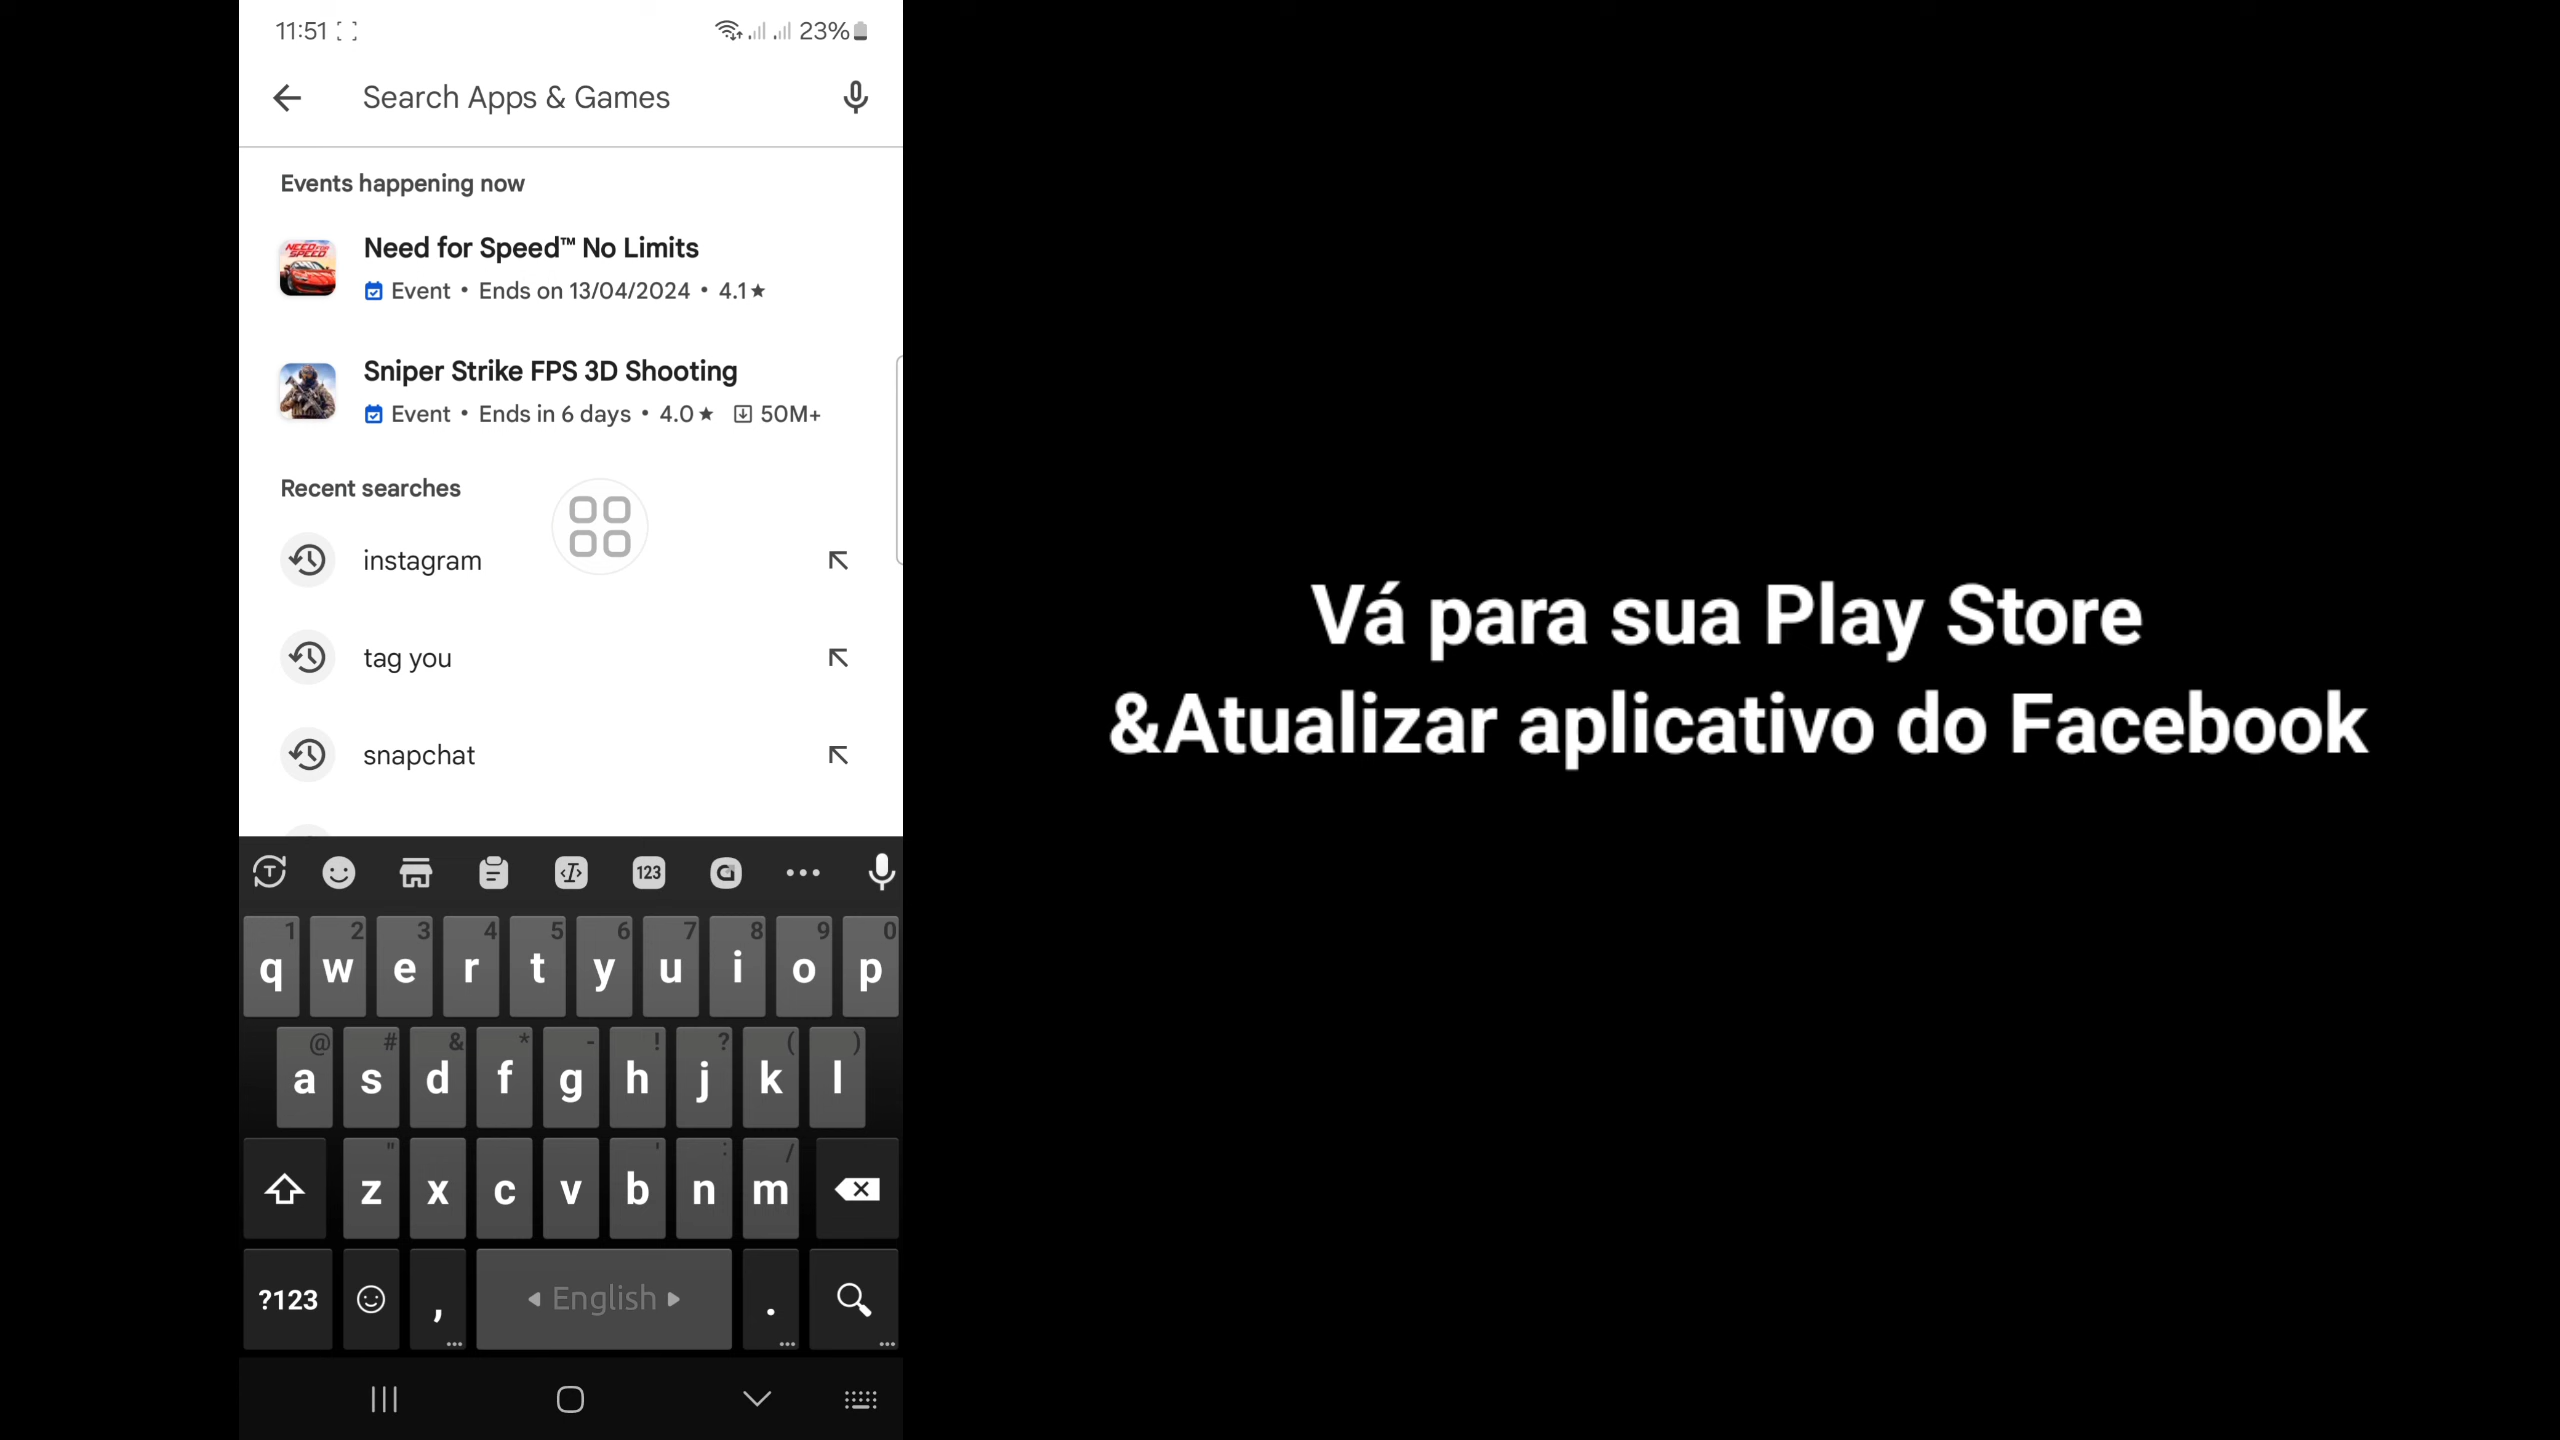 11:51
23%
Search Apps & Games
Events happening now
Need for Speed™ No Limits
Event • Ends on 13/04/2024 • 4.1★
Sniper Strike FPS 3D Shooting
Event • Ends in 6 days • 4.0★ 50M+
Recent searches
instagram
tag you
snapchat
123
1 2 3 4 5 6 7 8 9 0
q w e r t y u i o p
@ # & * - ! ? ( )
a s d f g h j k l
" ' : /
z x c v b n m
?123 , English .
Vá para sua Play Store
&Atualizar aplicativo do Facebook